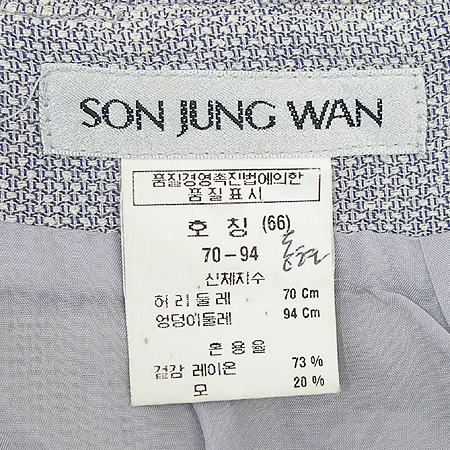 SON JUNG WAN
품질경영촉진법에의한
품질표시
호칭 (66)
70-94
신체치수
허리둘레 70 Cm
엉덩이둘레 94 Cm
혼용율
겉감 레이온 73 %
모 20 %